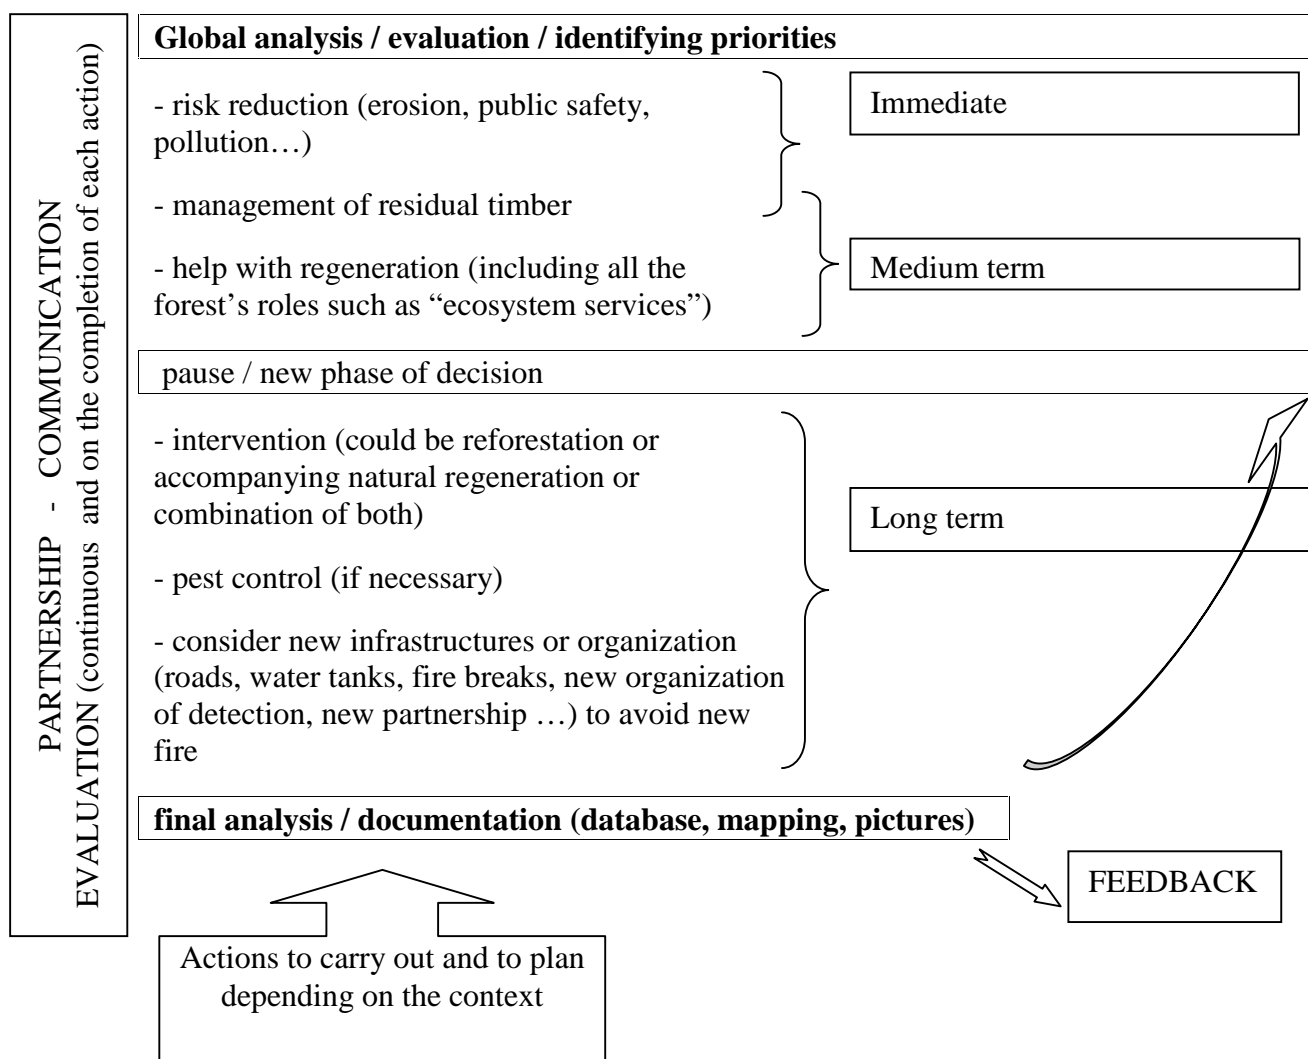 PARTNERSHIP - COMMUNICATION
EVALUATION (continuous and on the completion of each action)
Global analysis / evaluation / identifying priorities
- risk reduction (erosion, public safety,
pollution…)
- management of residual timber
- help with regeneration (including all the
forest’s roles such as “ecosystem services”)
Immediate
Medium term
pause / new phase of decision
- intervention (could be reforestation or
accompanying natural regeneration or
combination of both)
- pest control (if necessary)
- consider new infrastructures or organization
(roads, water tanks, fire breaks, new organization
of detection, new partnership …) to avoid new
fire
Long term
final analysis / documentation (database, mapping, pictures)
FEEDBACK
Actions to carry out and to plan
depending on the context